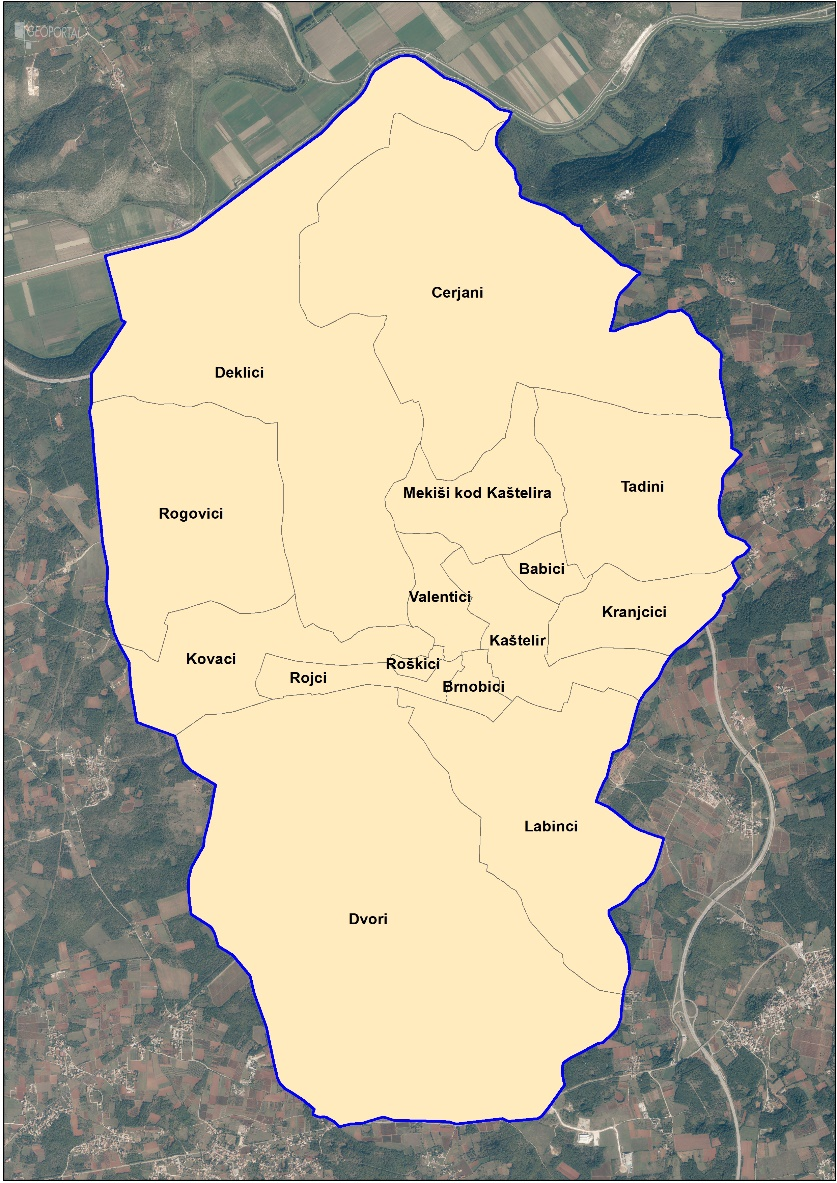 GEOPORTAL
Cerjani
Deklici
Tadini
Mekiši kod Kaštelira
Rogovici
Babici
Valentici
Kranjcici
Kaštelir
Kovaci
Roškici
Rojci
Brnobici
Labinci
Dvori